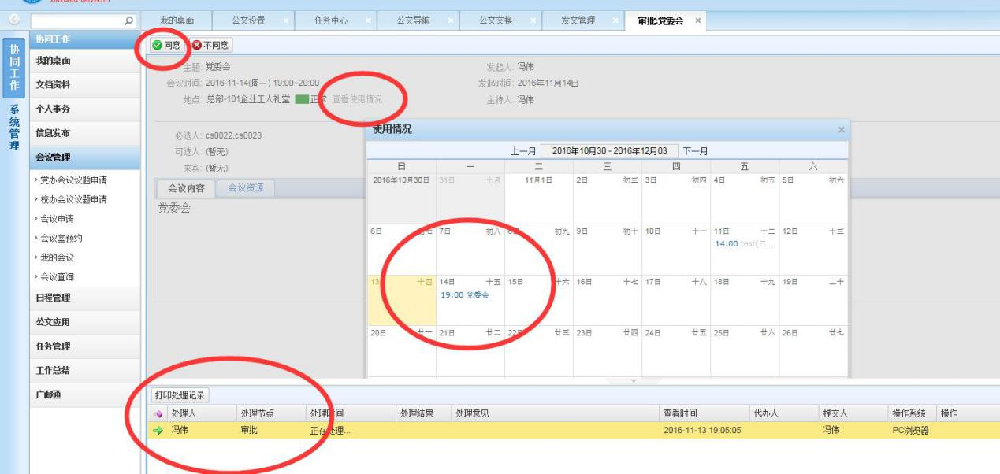 XINXIANG UNIVERSITY
我的桌面 公文设置 任务中心 公文导航 公文交换 发文管理 审批:党委会
协同工作
系统管理
协同工作
我的桌面
文档资料
个人事务
信息发布
会议管理
党办会议议题申请
校办会议议题申请
会议申请
会议室预约
我的会议
会议查询
日程管理
公文应用
任务管理
工作总结
广邮通
同意 不同意
主题: 党委会 发起人: 冯伟
会议时间: 2016-11-14(周一) 19:00~20:00 发起时间: 2016年11月14日
地点: 总部-101企业工人礼堂 正常 查看使用情况 主持人: 冯伟
必选人: cs0022,cs0023
可选人: (暂无)
来宾: (暂无)
会议内容 会议资源
党委会
使用情况
上一月 2016年10月30 - 2016年12月03 下一月
日 一 二 三 四 五 六
2016年10月30日 31日 十月 11月1日 2日 初三 3日 初四 4日 初五 5日 初六
6日 初七 7日 初八 8日 初九 9日 初十 10日 十一 11日 十二 12日 十三
14:00 test(已...
13 十四 14日 十五 15日 十六 16日 十七 17日 十八 18日 十九 19日 二十
19:00 党委会
20日 廿一 21日 廿二 22日 廿三 23日 廿四 24日 廿五 25日 廿六 26日 廿七
打印处理记录
处理人 处理节点 处理时间 处理结果 处理意见 查看时间 代办人 提交人 操作系统 操作
冯伟 审批 正在处理... 2016-11-13 19:05:05 冯伟 PC浏览器